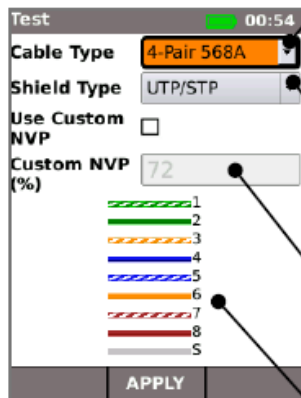 Test 00:54
Cable Type 4-Pair 568A
Shield Type UTP/STP
Use Custom
NVP
Custom NVP 72
(%)
1
2
3
4
5
6
7
8
S
APPLY